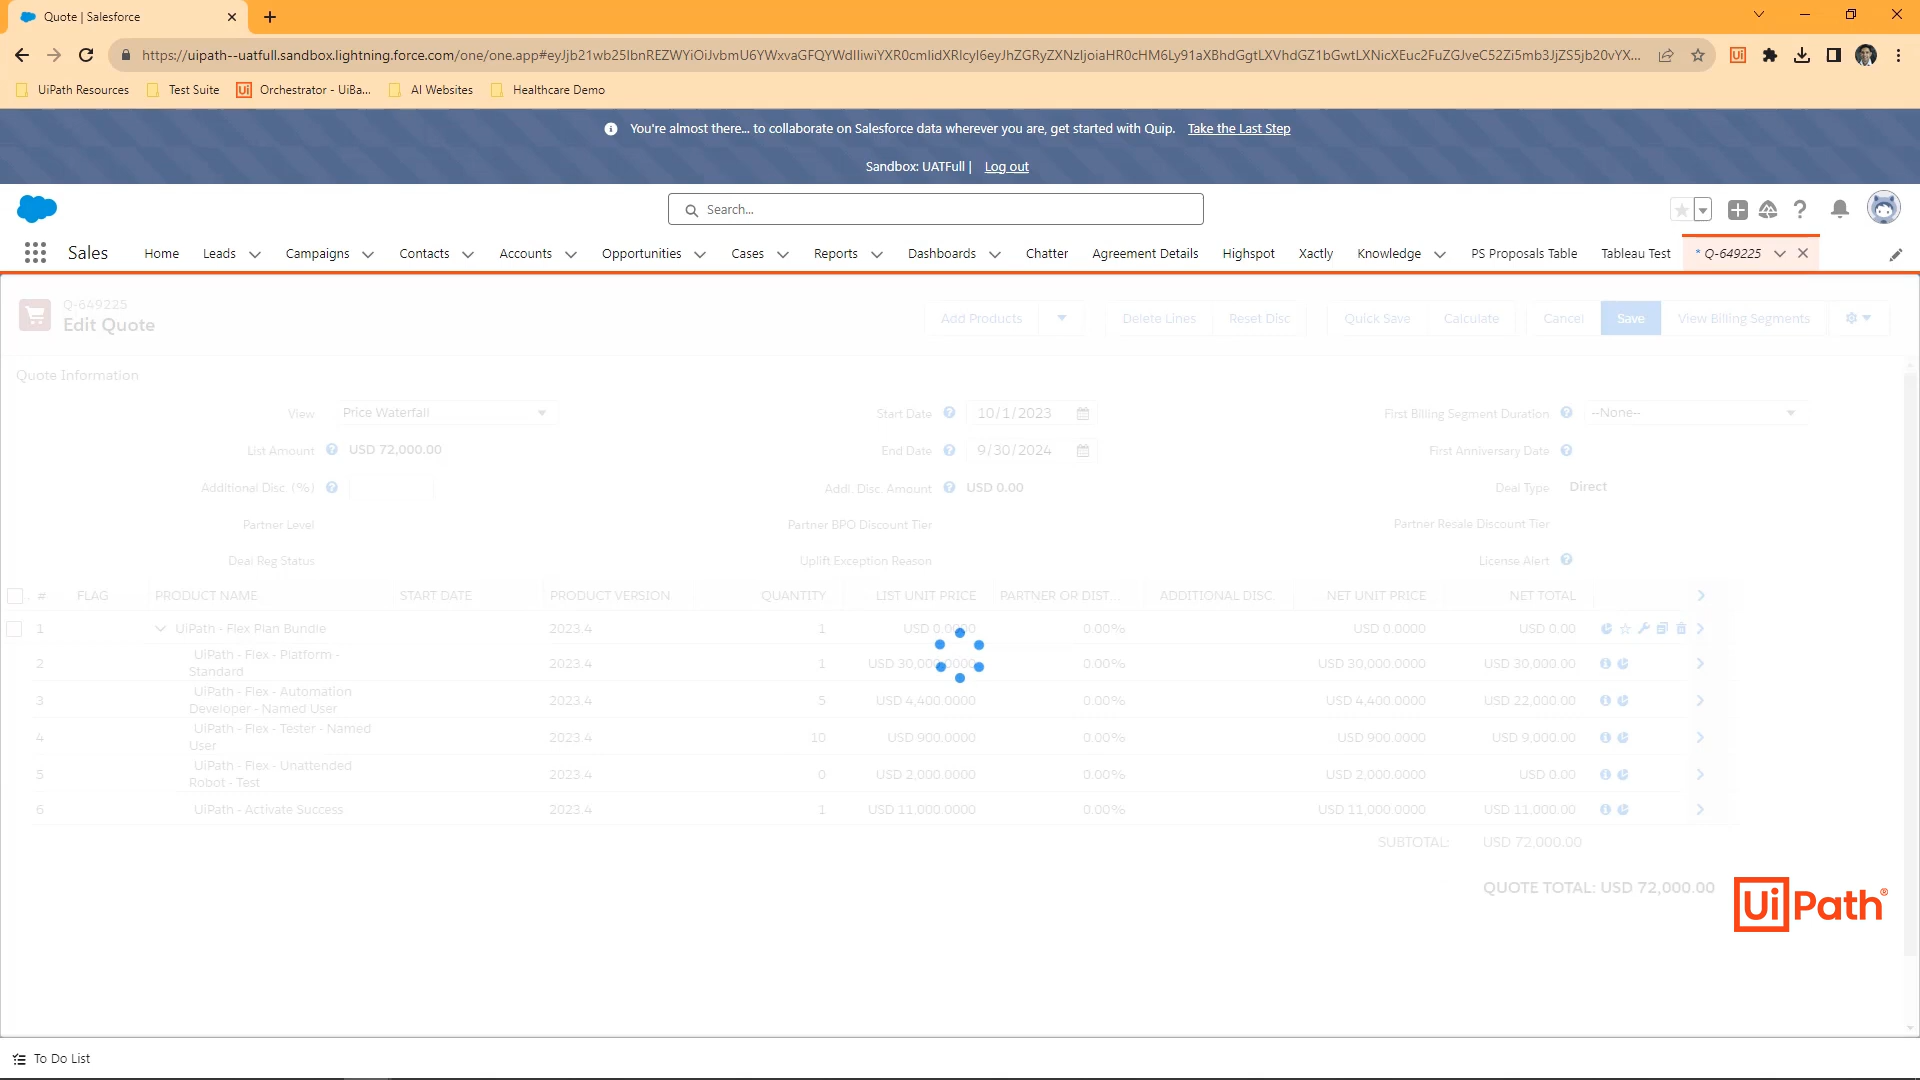 Quote | Salesforce
https://uipath--uatfull.sandbox.lightning.force.com/one/one.app#
UiPath Resources Test Suite Orchestrator - UiBa... AI Websites Healthcare Demo
You're almost there... to collaborate on Salesforce data wherever you are, get started with Quip. Take the Last Step
Sandbox: UATFull | Log out
Search...
Sales Home Leads Campaigns Contacts Accounts Opportunities Cases Reports Dashboards Chatter Agreement Details Highspot Xactly Knowledge PS Proposals Table Tableau Test * Q-649225
Q-649225
Edit Quote
Add Products Delete Lines Reset Disc Quick Save Calculate Cancel Save View Billing Segments
Quote Information
View Price Waterfall Start Date 10/1/2023 First Billing Segment Duration --None--
List Amount USD 72,000.00 End Date 9/30/2024 First Anniversary Date
Additional Disc. (%) Addl. Disc. Amount USD 0.00 Deal Type Direct
Partner Level Partner BPO Discount Tier Partner Resale Discount Tier
Deal Reg Status Uplift Exception Reason License Alert
# FLAG PRODUCT NAME START DATE PRODUCT VERSION QUANTITY LIST UNIT PRICE PARTNER OR DIST... ADDITIONAL DISC. NET UNIT PRICE NET TOTAL
1 UiPath - Flex Plan Bundle 2023.4 1 USD 0.0000 0.00% USD 0.0000 USD 0.00
2 UiPath - Flex - Platform - Standard 2023.4 1 USD 30,000.0000 0.00% USD 30,000.0000 USD 30,000.00
3 UiPath - Flex - Automation Developer - Named User 2023.4 5 USD 4,400.0000 0.00% USD 4,400.0000 USD 22,000.00
4 UiPath - Flex - Tester - Named User 2023.4 10 USD 900.0000 0.00% USD 900.0000 USD 9,000.00
5 UiPath - Flex - Unattended Robot - Test 2023.4 0 USD 2,000.0000 0.00% USD 2,000.0000 USD 0.00
6 UiPath - Activate Success 2023.4 1 USD 11,000.0000 0.00% USD 11,000.0000 USD 11,000.00
SUBTOTAL: USD 72,000.00
QUOTE TOTAL: USD 72,000.00
UiPath®
To Do List